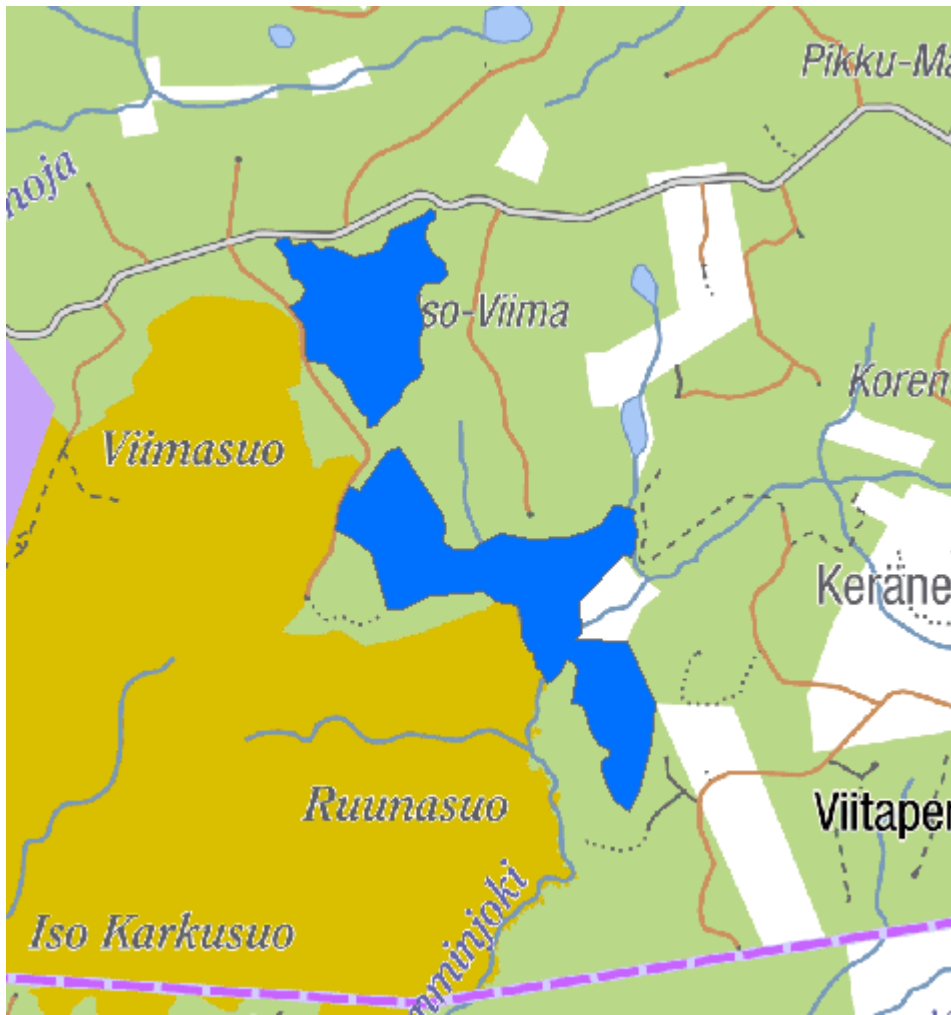 Pikku-Ma
noja
so-Viima
Koren
Viimasuo
Keräne
Ruunasuo
Viitaper
Iso Karkusuo
mminjoki